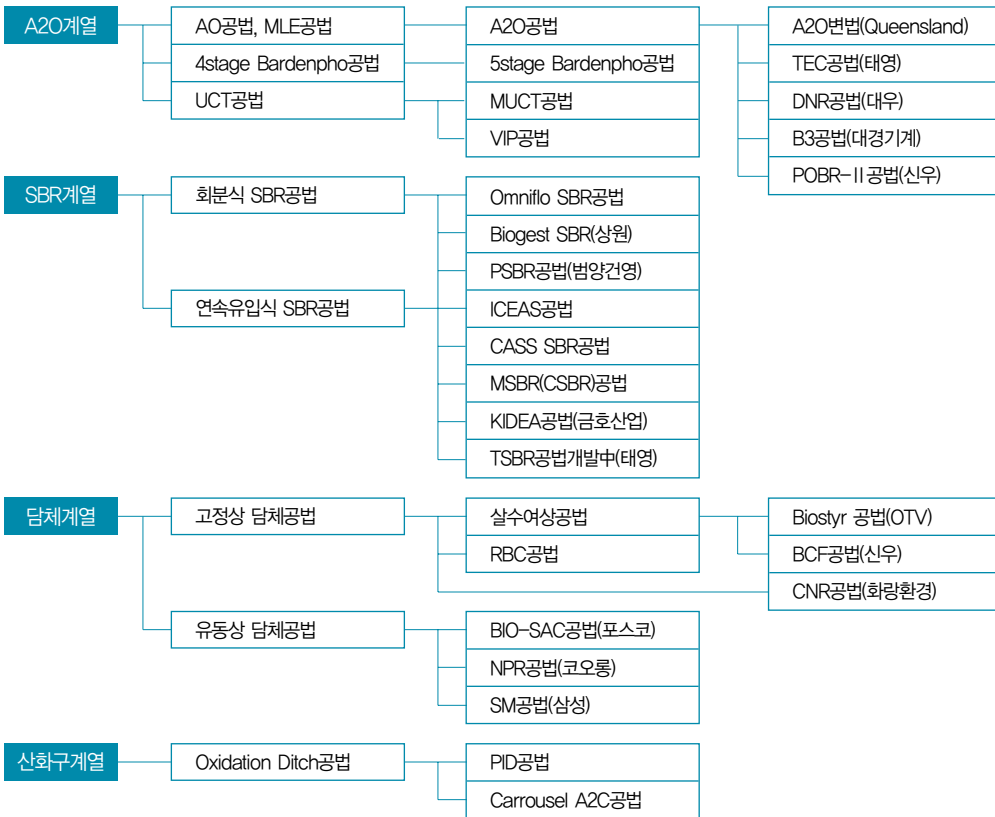 A2O계열
AO공법, MLE공법
A2O공법
A2O변법(Queensland)
4stage Bardenpho공법
5stage Bardenpho공법
TEC공법(태영)
UCT공법
MUCT공법
DNR공법(대우)
VIP공법
B3공법(대경기계)
POBR-II공법(신우)
SBR계열
회분식 SBR공법
Omniflo SBR공법
Biogest SBR(상원)
PSBR공법(범양건영)
연속유입식 SBR공법
ICEAS공법
CASS SBR공법
MSBR(CSBR)공법
KIDEA공법(금호산업)
TSBR공법개발中(태영)
담체계열
고정상 담체공법
살수여상공법
Biostyr 공법(OTV)
RBC공법
BCF공법(신우)
CNR공법(화랑환경)
유동상 담체공법
BIO-SAC공법(포스코)
NPR공법(코오롱)
SM공법(삼성)
산화구계열
Oxidation Ditch공법
PID공법
Carrousel A2C공법